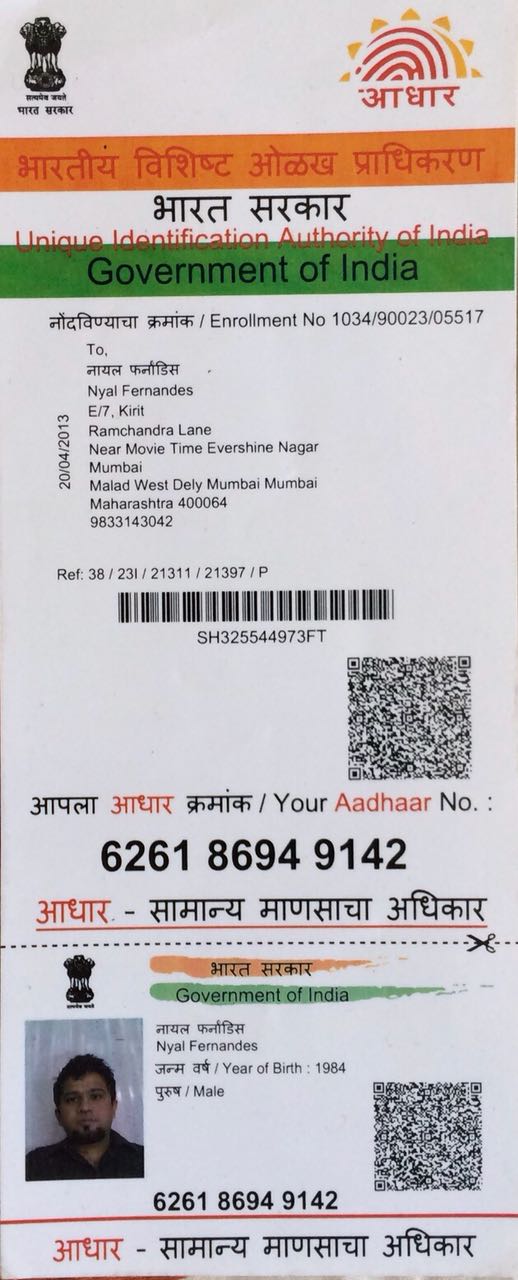 सत्यमेव जयते
भारत सरकार
आधार
भारतीय विशिष्ट ओळख प्राधिकरण
भारत सरकार
Unique Identification Authority of India
Government of India
नोंदविण्याचा क्रमांक / Enrollment No 1034/90023/05517
To,
नायल फर्नांडिस
Nyal Fernandes
E/7, Kirit
Ramchandra Lane
Near Movie Time Evershine Nagar
Mumbai
Malad West Dely Mumbai Mumbai
Maharashtra 400064
9833143042
20/04/2013
Ref: 38 / 23I / 21311 / 21397 / P
SH325544973FT
आपला आधार क्रमांक / Your Aadhaar No. :
6261 8694 9142
आधार - सामान्य माणसाचा अधिकार
भारत सरकार
Government of India
सत्यमेव जयते
नायल फर्नांडिस
Nyal Fernandes
जन्म वर्ष / Year of Birth : 1984
पुरुष / Male
6261 8694 9142
आधार - सामान्य माणसाचा अधिकार